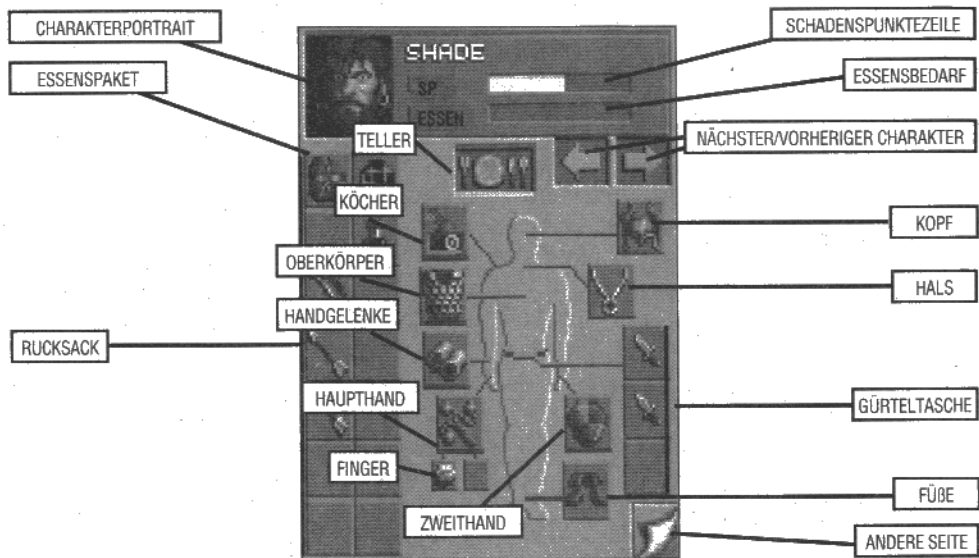 CHARAKTERPORTRAIT
SCHADENSPUNKTEZEILE
SHADE
ESSENSPAKET
SP
ESSENSBEDARF
ESSEN
TELLER
NÄCHSTER/VORHERIGER CHARAKTER
KÖCHER
KOPF
OBERKÖRPER
HALS
HANDGELENKE
RUCKSACK
HAUPTHAND
GÜRTELTASCHE
FINGER
FÜßE
ZWEITHAND
ANDERE SEITE